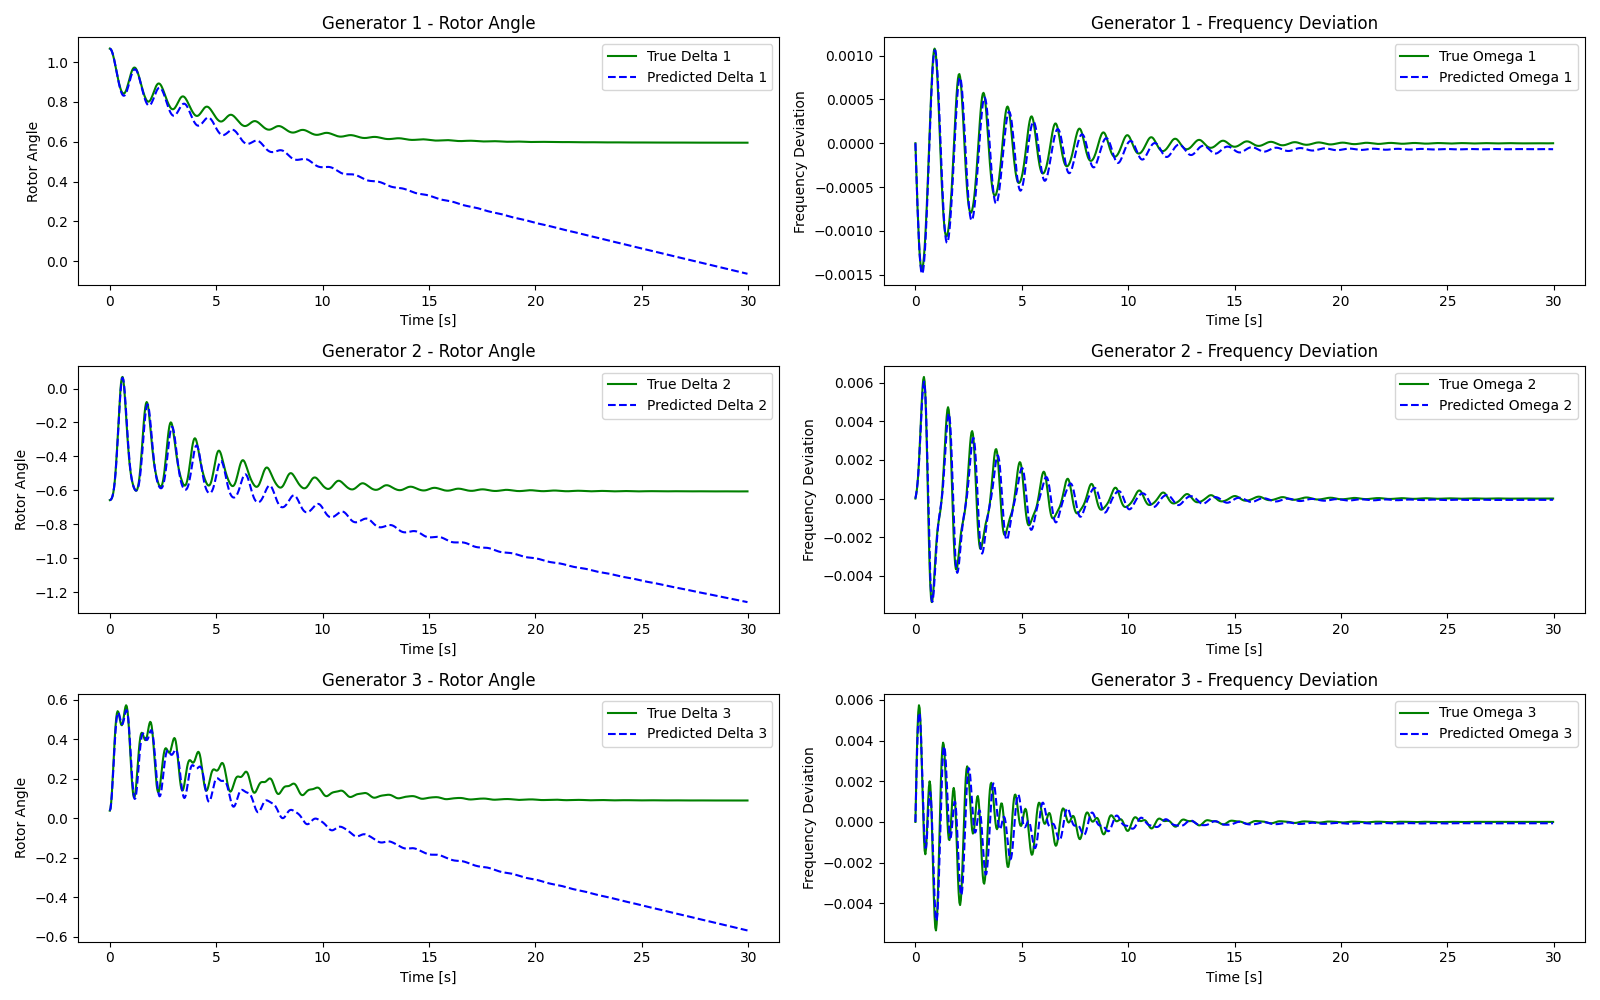 Generator 1 - Rotor Angle
True Delta 1
Predicted Delta 1
Rotor Angle
1.0
0.8
0.6
0.4
0.2
0.0
0 5 10 15 20 25 30
Time [s]
Generator 1 - Frequency Deviation
True Omega 1
Predicted Omega 1
Frequency Deviation
0.0010
0.0005
0.0000
−0.0005
−0.0010
−0.0015
0 5 10 15 20 25 30
Time [s]
Generator 2 - Rotor Angle
True Delta 2
Predicted Delta 2
Rotor Angle
0.0
−0.2
−0.4
−0.6
−0.8
−1.0
−1.2
0 5 10 15 20 25 30
Time [s]
Generator 2 - Frequency Deviation
True Omega 2
Predicted Omega 2
Frequency Deviation
0.006
0.004
0.002
0.000
−0.002
−0.004
0 5 10 15 20 25 30
Time [s]
Generator 3 - Rotor Angle
True Delta 3
Predicted Delta 3
Rotor Angle
0.6
0.4
0.2
0.0
−0.2
−0.4
−0.6
0 5 10 15 20 25 30
Time [s]
Generator 3 - Frequency Deviation
True Omega 3
Predicted Omega 3
Frequency Deviation
0.006
0.004
0.002
0.000
−0.002
−0.004
0 5 10 15 20 25 30
Time [s]